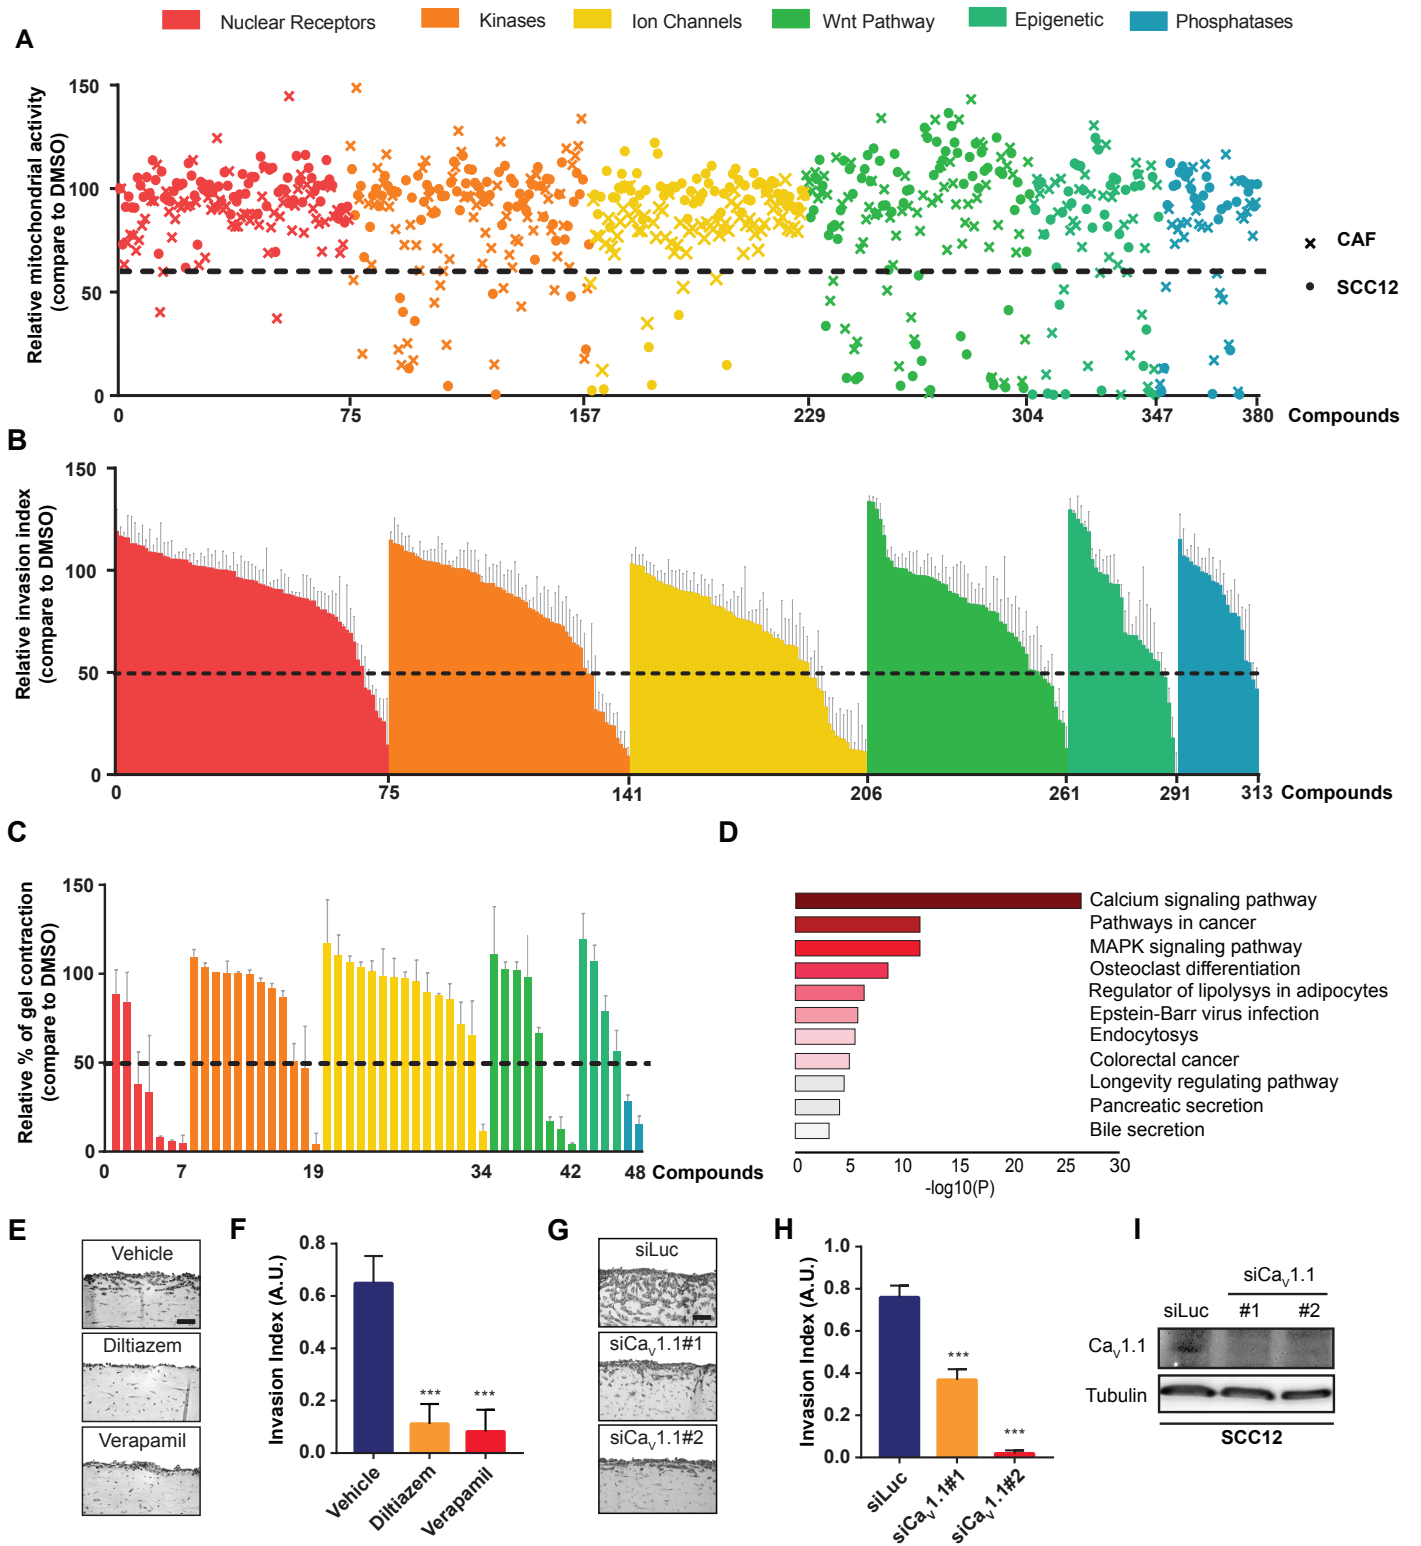 Nuclear Receptors Kinases Ion Channels Wnt Pathway Epigenetic Phosphatases
A
Relative mitochondrial activity
(compare to DMSO)
150
100
50
0
0 75 157 229 304 347 380 Compounds
CAF
SCC12
B
Relative invasion index
(compare to DMSO)
150
100
50
0
0 75 141 206 261 291 313 Compounds
C
Relative % of gel contraction
(compare to DMSO)
150
100
50
0
0 7 19 34 42 48 Compounds
D
Calcium signaling pathway
Pathways in cancer
MAPK signaling pathway
Osteoclast differentiation
Regulator of lipolysys in adipocytes
Epstein-Barr virus infection
Endocytosys
Colorectal cancer
Longevity regulating pathway
Pancreatic secretion
Bile secretion
0 5 10 15 20 25 30
-log10(P)
E
Vehicle
Diltiazem
Verapamil
F
Invasion Index (A.U.)
0.8
0.6
0.4
0.2
0.0
*** ***
Vehicle Diltiazem Verapamil
G
siLuc
siCaV1.1#1
siCaV1.1#2
H
Invasion Index (A.U.)
1.0
0.8
0.6
0.4
0.2
0.0
***
***
siLuc siCaV1.1#1 siCaV1.1#2
I
siCaV1.1
siLuc #1 #2
CaV1.1
Tubulin
SCC12